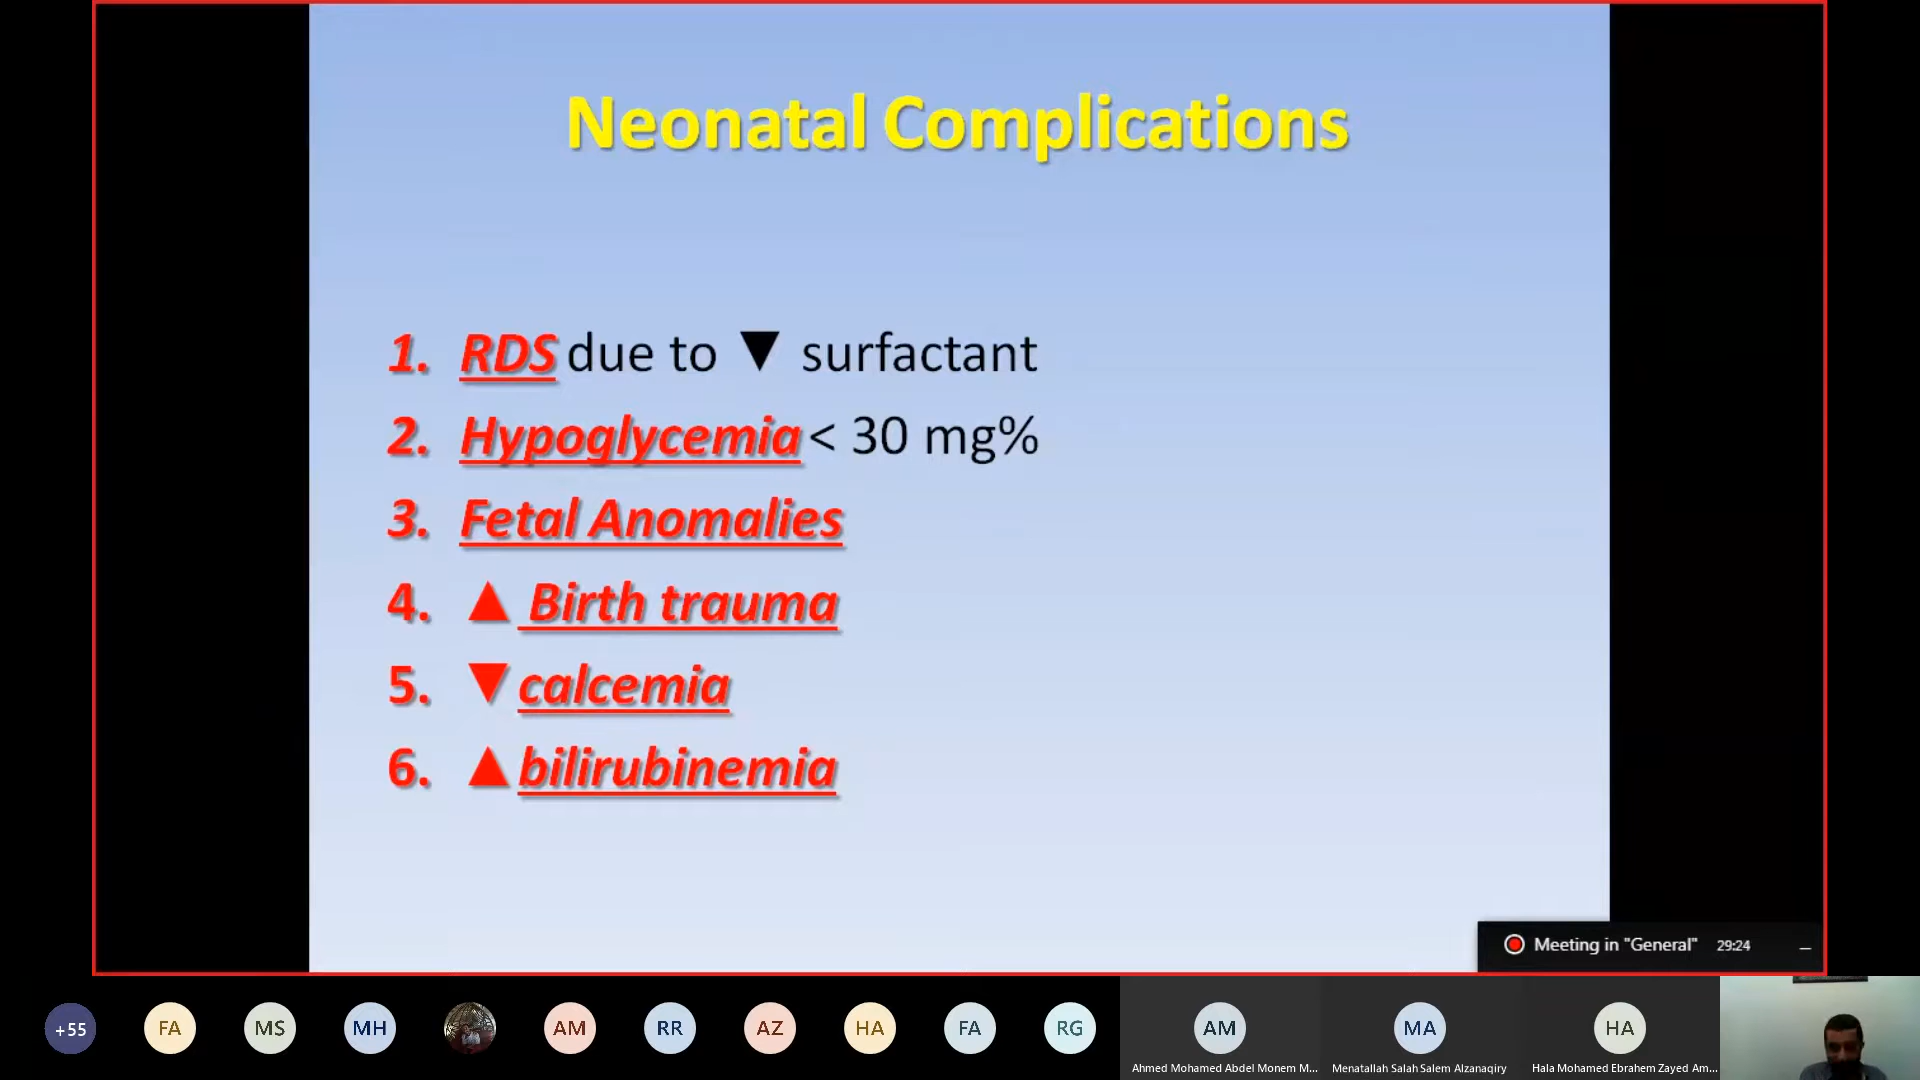 Neonatal Complications
1. RDS due to ▼ surfactant
2. Hypoglycemia < 30 mg%
3. Fetal Anomalies
4. ▲ Birth trauma
5. ▼ calcemia
6. ▲ bilirubinemia
Meeting in "General" 29:24
+55 FA MS MH AM RR AZ HA FA RG AM MA HA
Ahmed Mohamed Abdel Monem M... Menatallah Salah Salem Alzanaqiry Hala Mohamed Ebrahem Zayed Am...